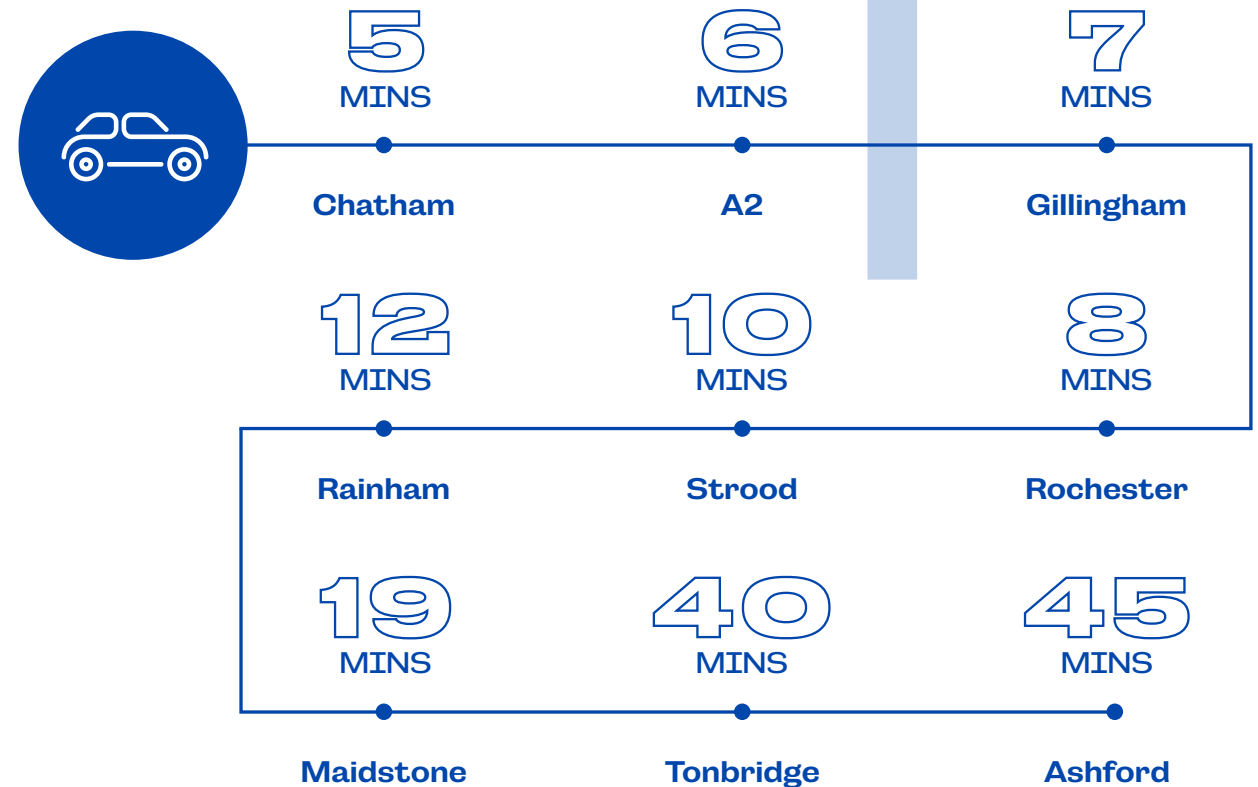 5 6 7
MINS MINS MINS
Chatham A2 Gillingham
12 10 8
MINS MINS MINS
Rainham Strood Rochester
19 40 45
MINS MINS MINS
Maidstone Tonbridge Ashford